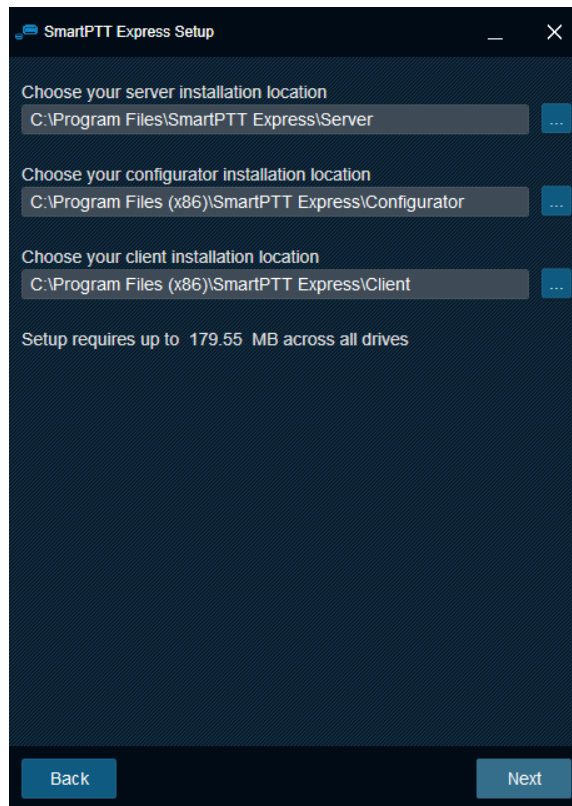 SmartPTT Express Setup
Choose your server installation location
C:\Program Files\SmartPTT Express\Server
...
Choose your configurator installation location
C:\Program Files (x86)\SmartPTT Express\Configurator
...
Choose your client installation location
C:\Program Files (x86)\SmartPTT Express\Client
...
Setup requires up to 179.55 MB across all drives
Back
Next